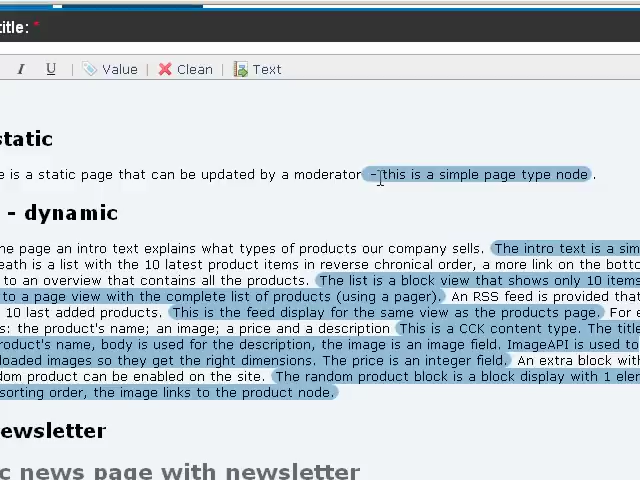 title: *
I U | Value | Clean | Text
static
e is a static page that can be updated by a moderator - this is a simple page type node .
- dynamic
he page an intro text explains what types of products our company sells. The intro text is a sim
eath is a list with the 10 latest product items in reverse chronical order, a more link on the botto
to an overview that contains all the products. The list is a block view that shows only 10 items
to a page view with the complete list of products (using a pager). An RSS feed is provided that
10 last added products. This is the feed display for the same view as the products page. For e
s: the product's name; an image; a price and a description This is a CCK content type. The title
roduct's name, body is used for the description, the image is an image field. ImageAPI is used to
loaded images so they get the right dimensions. The price is an integer field. An extra block with
dom product can be enabled on the site. The random product block is a block display with 1 elem
sorting order, the image links to the product node.
ewsletter
c news page with newsletter